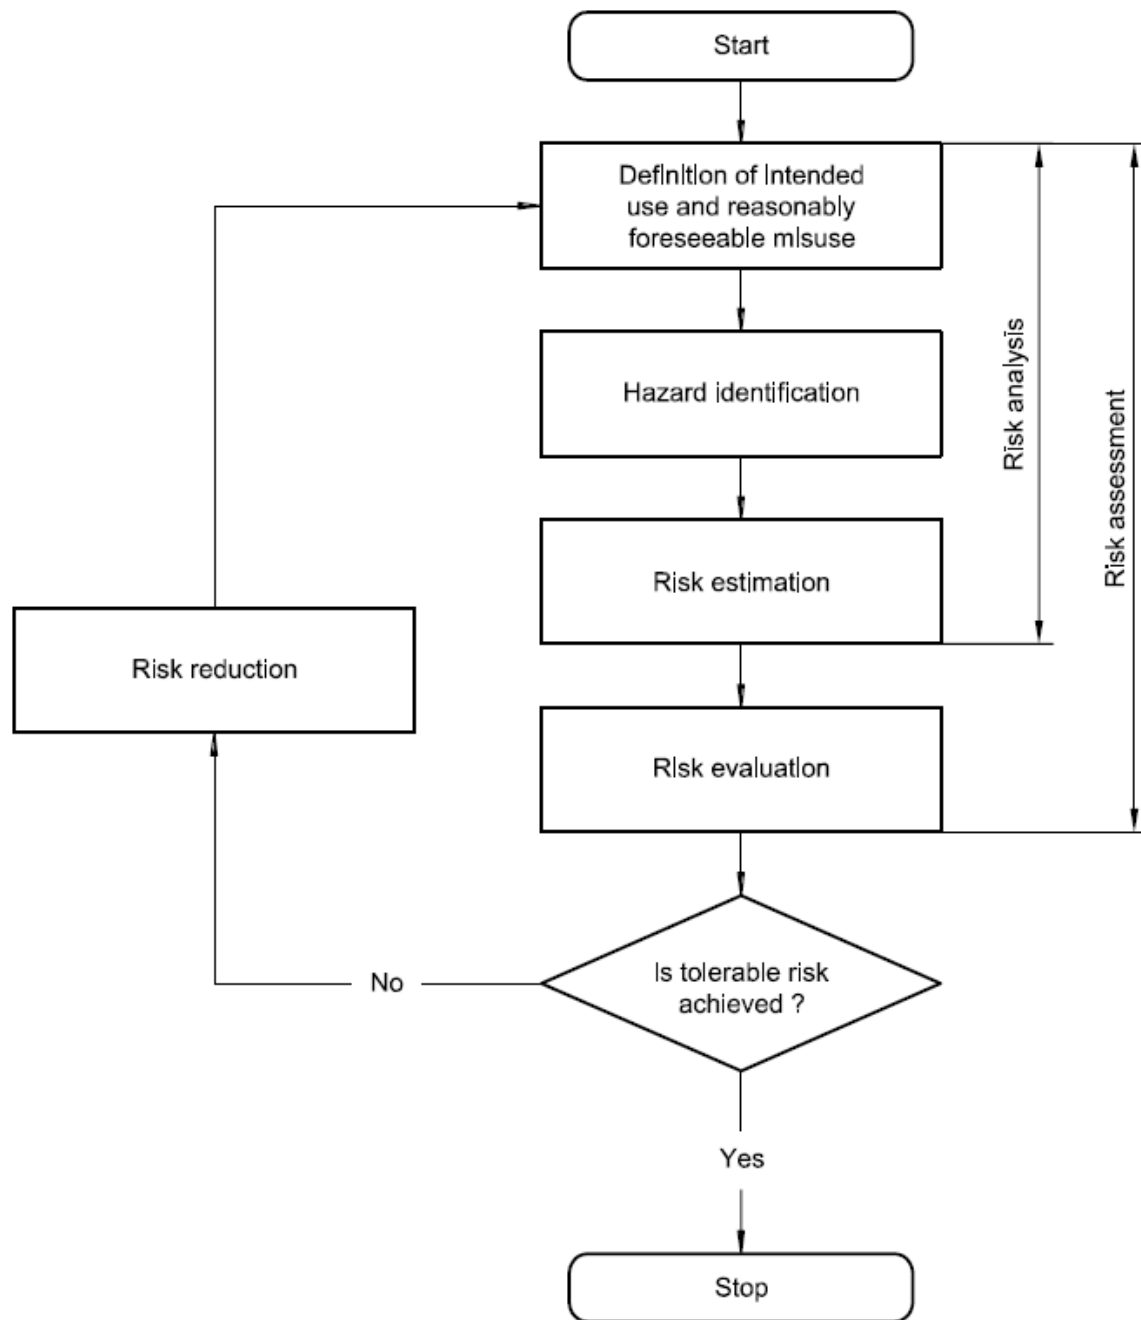 Start
Definition of intended
use and reasonably
foreseeable misuse
Hazard identification
Risk analysis
Risk assessment
Risk estimation
Risk reduction
Risk evaluation
Is tolerable risk
achieved ?
No
Yes
Stop